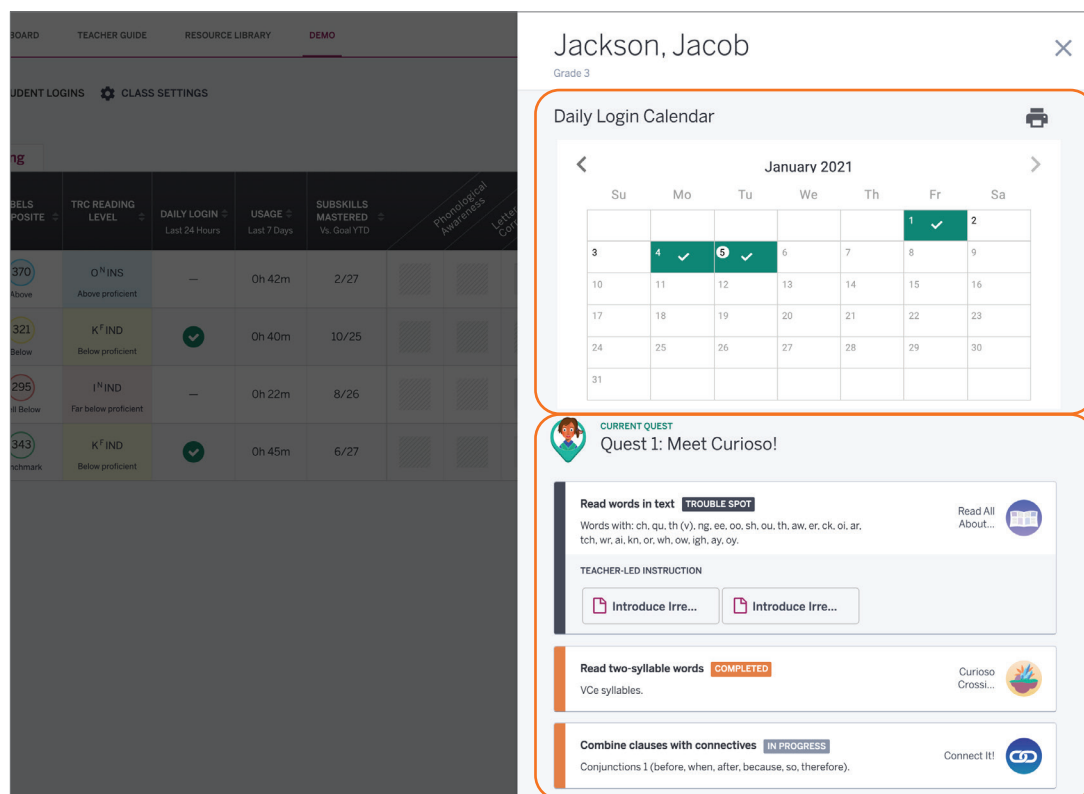 BOARD TEACHER GUIDE RESOURCE LIBRARY DEMO
UDENT LOGINS CLASS SETTINGS
ng
BELS
POSITE
TRC READING
LEVEL
DAILY LOGIN
Last 24 Hours
USAGE
Last 7 Days
SUBSKILLS
MASTERED
Vs. Goal YTD
Phonological
Awareness
Letter
Corr
370
Above
O N INS
Above proficient
—
0h 42m
2/27
321
Below
K F IND
Below proficient
0h 40m
10/25
295
ll Below
I N IND
Far below proficient
—
0h 22m
8/26
343
nchmark
K F IND
Below proficient
0h 45m
6/27
Jackson, Jacob
Grade 3
Daily Login Calendar
January 2021
Su Mo Tu We Th Fr Sa
1 2
3 4 5 6 7 8 9
10 11 12 13 14 15 16
17 18 19 20 21 22 23
24 25 26 27 28 29 30
31
CURRENT QUEST
Quest 1: Meet Curioso!
Read words in text TROUBLE SPOT
Words with: ch, qu, th (v), ng, ee, oo, sh, ou, th, aw, er, ck, oi, ar,
tch, wr, ai, kn, or, wh, ow, igh, ay, oy.
Read All
About...
TEACHER-LED INSTRUCTION
Introduce Irre... Introduce Irre...
Read two-syllable words COMPLETED
VCe syllables.
Curioso
Crossi...
Combine clauses with connectives IN PROGRESS
Conjunctions 1 (before, when, after, because, so, therefore).
Connect It!